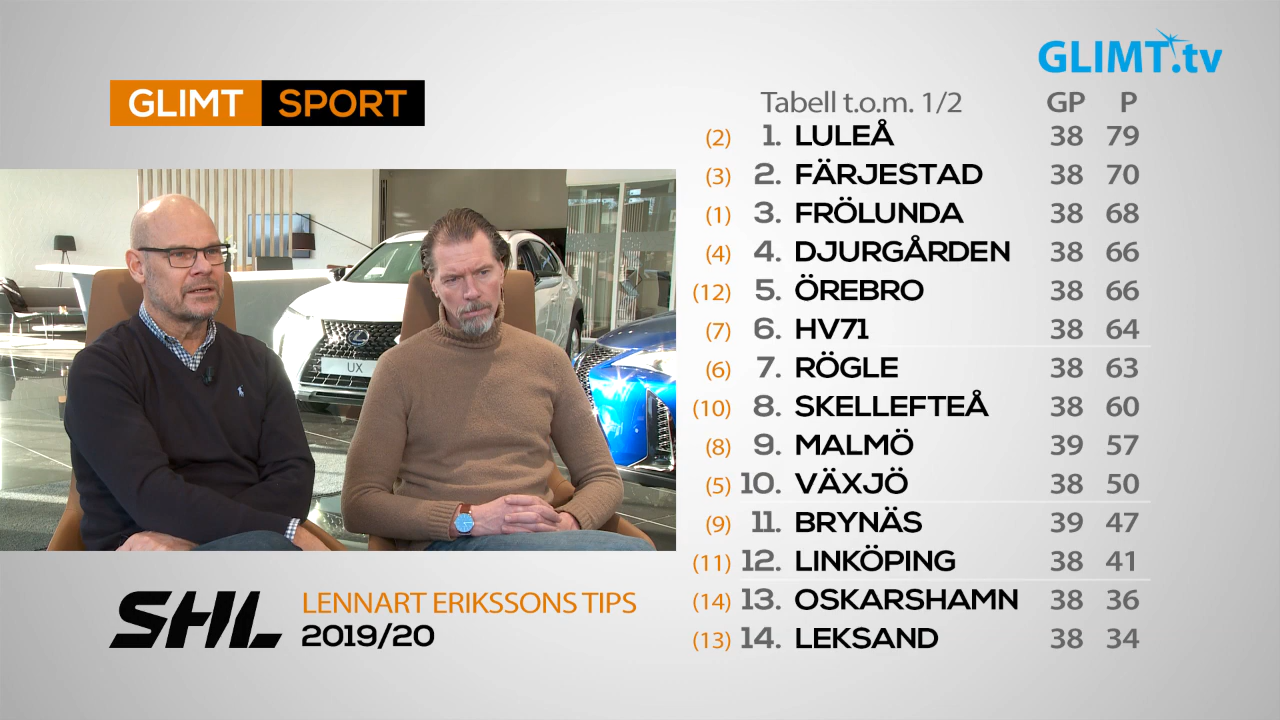 GLIMT.tv
GLIMT SPORT
Tabell t.o.m. 1/2 GP P
(2) 1. LULEÅ 38 79
(3) 2. FÄRJESTAD 38 70
(1) 3. FRÖLUNDA 38 68
(4) 4. DJURGÅRDEN 38 66
(12) 5. ÖREBRO 38 66
(7) 6. HV71 38 64
(6) 7. RÖGLE 38 63
(10) 8. SKELLEFTEÅ 38 60
(8) 9. MALMÖ 39 57
(5) 10. VÄXJÖ 38 50
(9) 11. BRYNÄS 39 47
(11) 12. LINKÖPING 38 41
(14) 13. OSKARSHAMN 38 36
(13) 14. LEKSAND 38 34
UX
SHL
LENNART ERIKSSONS TIPS
2019/20